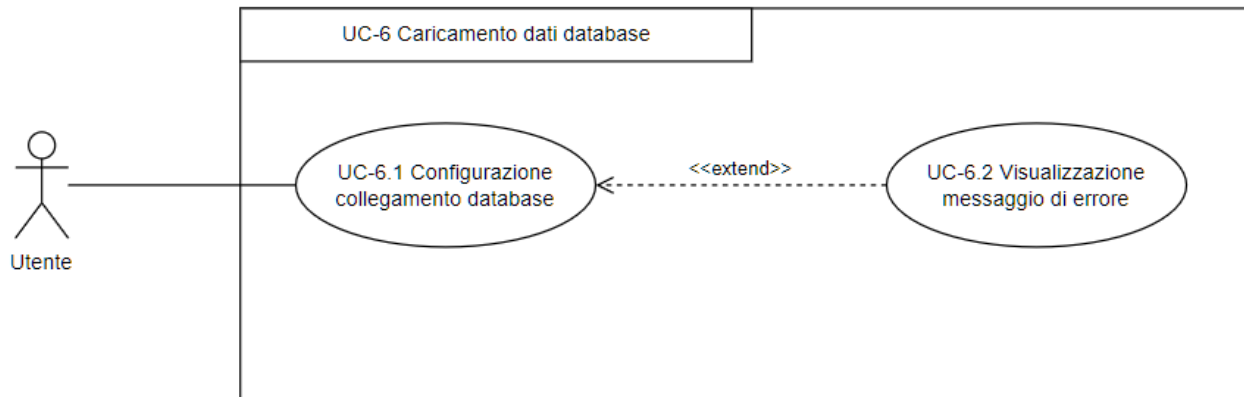 UC-6 Caricamento dati database
UC-6.1 Configurazione
collegamento database
<<extend>>
UC-6.2 Visualizzazione
messaggio di errore
Utente